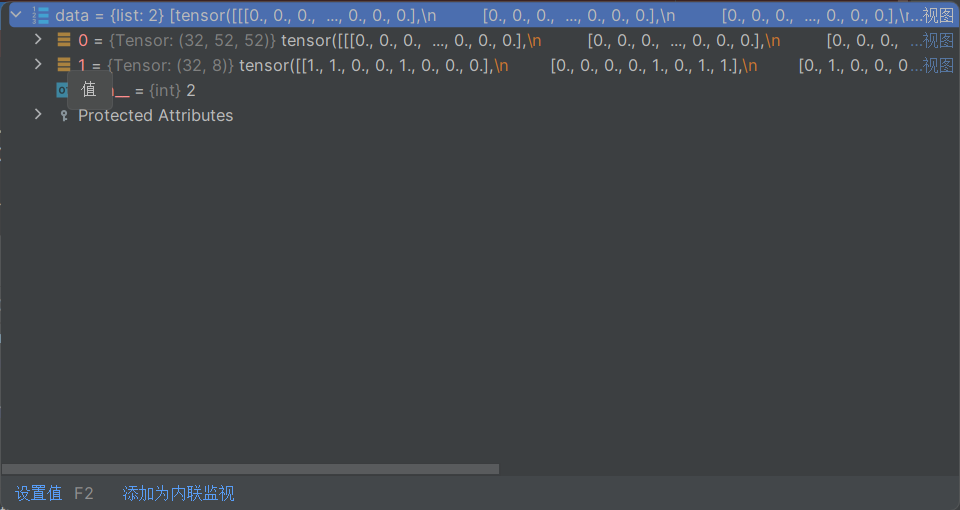 data = {list: 2} [tensor([[[0., 0., 0., ..., 0., 0., 0.],\n [0., 0., 0., ..., 0., 0., 0.],\n [0., 0., 0., ..., 0., 0., 0.],\n...视图
0 = {Tensor: (32, 52, 52)} tensor([[[0., 0., 0., ..., 0., 0., 0.],\n [0., 0., 0., ..., 0., 0., 0.],\n [0., 0., 0., ...视图
1 = {Tensor: (32, 8)} tensor([[1., 1., 0., 0., 1., 0., 0., 0.],\n [0., 0., 0., 0., 1., 0., 1., 1.],\n [0., 1., 0., 0., 0...视图
值 __ = {int} 2
Protected Attributes
设置值 F2 添加为内联监视